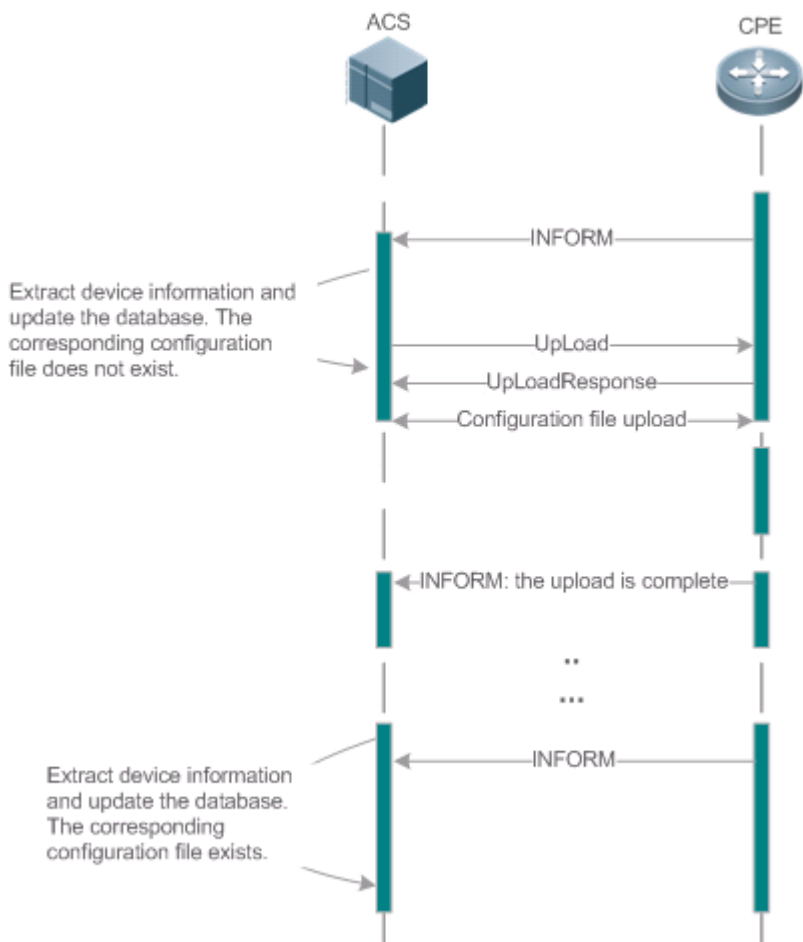 ACS
CPE
INFORM
Extract device information and
update the database. The
corresponding configuration
file does not exist.
UpLoad
UpLoadResponse
Configuration file upload
INFORM: the upload is complete
..
...
INFORM
Extract device information
and update the database.
The corresponding
configuration file exists.